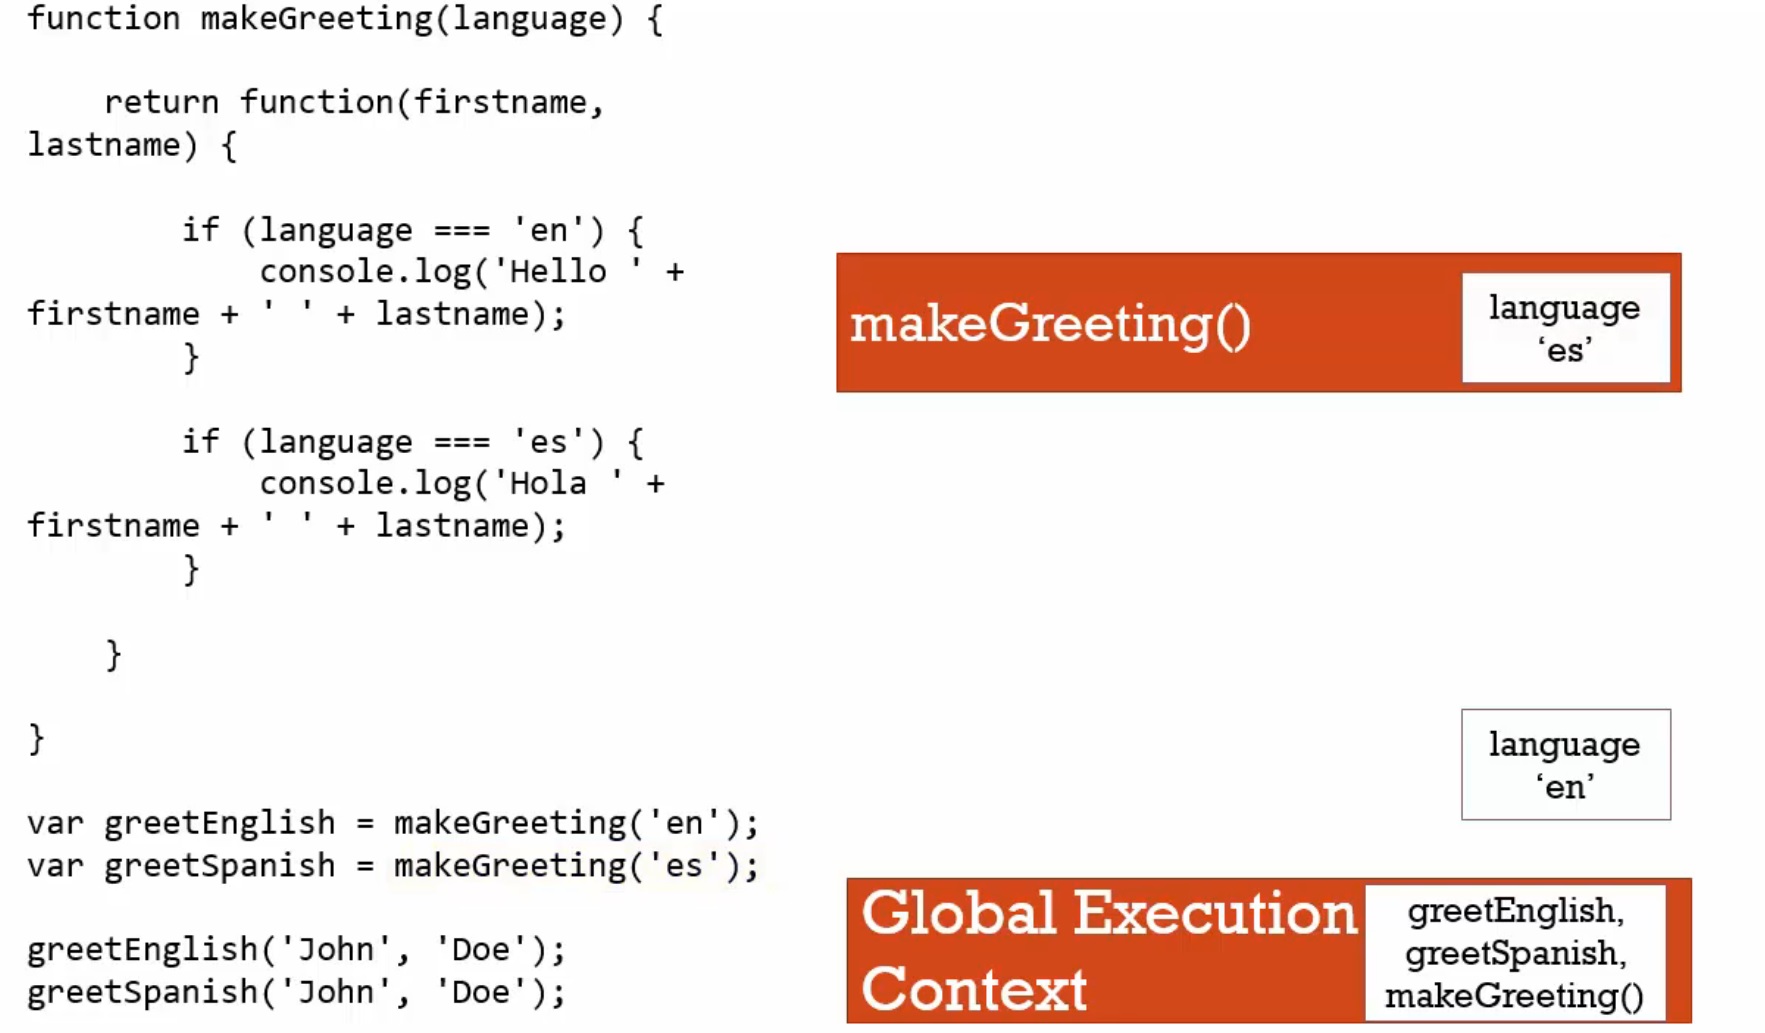 function makeGreeting(language) {
    return function(firstname,
lastname) {
        if (language === 'en') {
            console.log('Hello ' +
firstname + ' ' + lastname);
        }
        if (language === 'es') {
            console.log('Hola ' +
firstname + ' ' + lastname);
        }
    }
}
var greetEnglish = makeGreeting('en');
var greetSpanish = makeGreeting('es');
greetEnglish('John', 'Doe');
greetSpanish('John', 'Doe');
makeGreeting()
language
‘es’
language
‘en’
Global Execution
Context
greetEnglish,
greetSpanish,
makeGreeting()